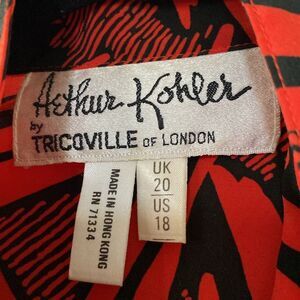 Arthur Kohler
by
TRICOVILLE OF LONDON
MADE IN HONG KONG
RN 71334
UK
20
US
18